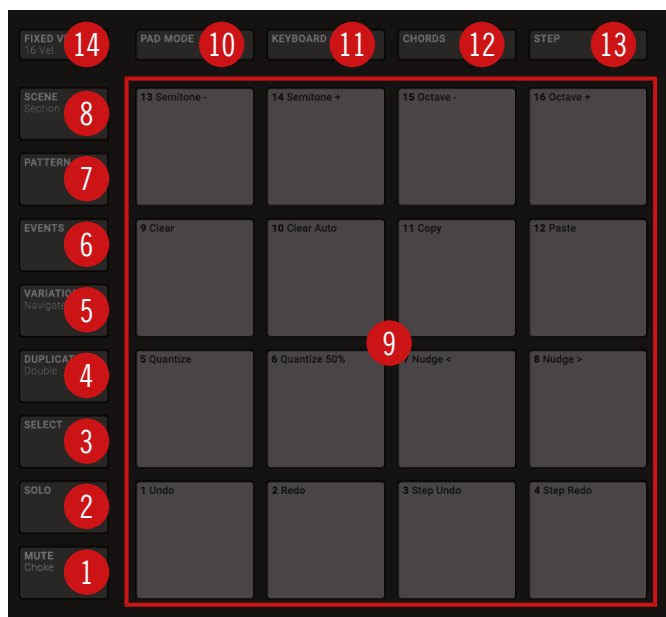 FIXED
16 Vel
14
PAD MODE
10
KEYBOARD
11
CHORDS
12
STEP
13
SCENE
Section
8
13 Semitone -
14 Semitone +
15 Octave -
16 Octave +
PATTERN
7
EVENTS
6
9 Clear
10 Clear Auto
11 Copy
12 Paste
VARIATION
Navigate
5
9
DUPLICATE
Double
4
5 Quantize
6 Quantize 50%
7 Nudge <
8 Nudge >
SELECT
3
SOLO
2
1 Undo
2 Redo
3 Step Undo
4 Step Redo
MUTE
Choke
1